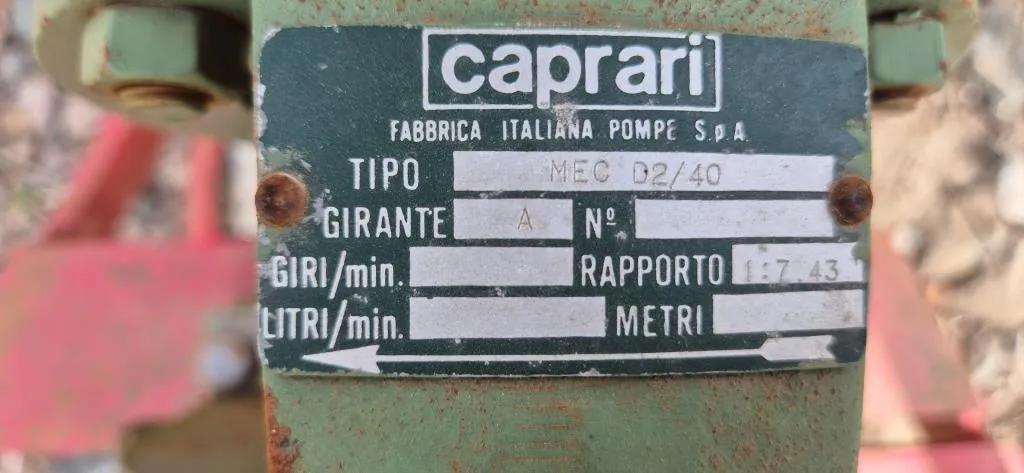 caprari
FABBRICA ITALIANA POMPE S.p.A.
TIPO MEC D2/40
GIRANTE A Nº
GIRI/min. RAPPORTO 1:7.43
LITRI/min. METRI